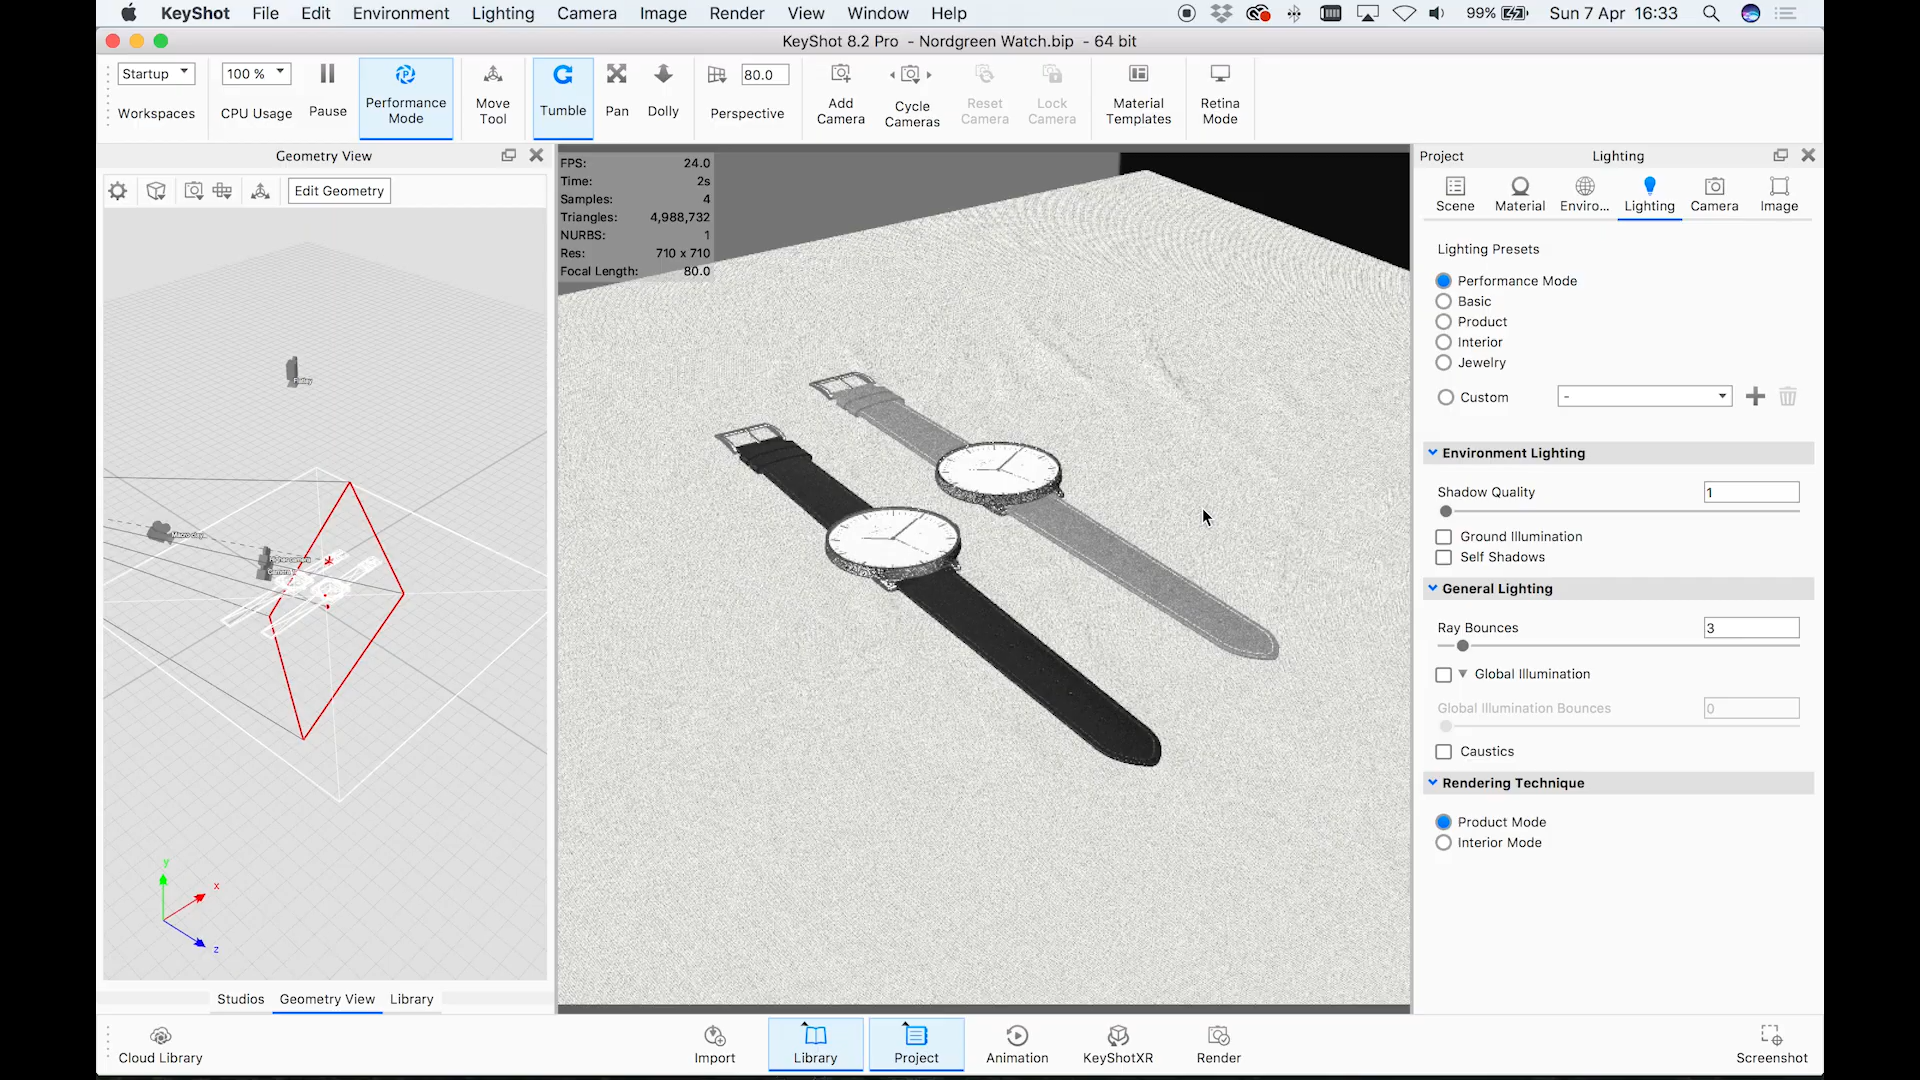 KeyShot File Edit Environment Lighting Camera Image Render View Window Help 99% Sun 7 Apr 16:33
KeyShot 8.2 Pro - Nordgreen Watch.bip - 64 bit
Startup
Workspaces
100 %
CPU Usage
Pause
Performance
Mode
Move
Tool
Tumble
Pan
Dolly
80.0
Perspective
Add
Camera
Cycle
Cameras
Reset
Camera
Lock
Camera
Material
Templates
Retina
Mode
Geometry View
Edit Geometry
y
x
z
Studios Geometry View Library
FPS: 24.0
Time: 2s
Samples: 4
Triangles: 4,988,732
NURBS: 1
Res: 710 x 710
Focal Length: 80.0
Project Lighting
Scene Material Enviro... Lighting Camera Image
Lighting Presets
Performance Mode
Basic
Product
Interior
Jewelry
Custom -
Environment Lighting
Shadow Quality 1
Ground Illumination
Self Shadows
General Lighting
Ray Bounces 3
Global Illumination
Global Illumination Bounces 0
Caustics
Rendering Technique
Product Mode
Interior Mode
Cloud Library
Import
Library
Project
Animation
KeyShotXR
Render
Screenshot